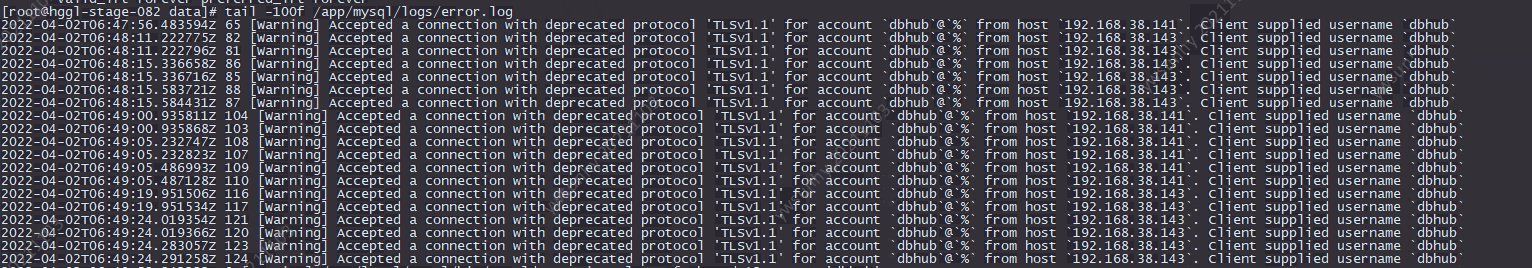 [root@hggl-stage-082 data]# tail -100f /app/mysql/logs/error.log
2022-04-02T06:47:56.483594Z 65 [Warning] Accepted a connection with deprecated protocol 'TLSv1.1' for account `dbhub`@`%` from host `192.168.38.141`. Client supplied username `dbhub`
2022-04-02T06:48:11.222775Z 82 [Warning] Accepted a connection with deprecated protocol 'TLSv1.1' for account `dbhub`@`%` from host `192.168.38.143`. Client supplied username `dbhub`
2022-04-02T06:48:11.222796Z 81 [Warning] Accepted a connection with deprecated protocol 'TLSv1.1' for account `dbhub`@`%` from host `192.168.38.143`. Client supplied username `dbhub`
2022-04-02T06:48:15.336658Z 86 [Warning] Accepted a connection with deprecated protocol 'TLSv1.1' for account `dbhub`@`%` from host `192.168.38.143`. Client supplied username `dbhub`
2022-04-02T06:48:15.336716Z 85 [Warning] Accepted a connection with deprecated protocol 'TLSv1.1' for account `dbhub`@`%` from host `192.168.38.143`. Client supplied username `dbhub`
2022-04-02T06:48:15.583721Z 88 [Warning] Accepted a connection with deprecated protocol 'TLSv1.1' for account `dbhub`@`%` from host `192.168.38.143`. Client supplied username `dbhub`
2022-04-02T06:48:15.584431Z 87 [Warning] Accepted a connection with deprecated protocol 'TLSv1.1' for account `dbhub`@`%` from host `192.168.38.143`. Client supplied username `dbhub`
2022-04-02T06:49:00.935811Z 104 [Warning] Accepted a connection with deprecated protocol 'TLSv1.1' for account `dbhub`@`%` from host `192.168.38.141`. Client supplied username `dbhub`
2022-04-02T06:49:00.935868Z 103 [Warning] Accepted a connection with deprecated protocol 'TLSv1.1' for account `dbhub`@`%` from host `192.168.38.141`. Client supplied username `dbhub`
2022-04-02T06:49:05.232747Z 108 [Warning] Accepted a connection with deprecated protocol 'TLSv1.1' for account `dbhub`@`%` from host `192.168.38.141`. Client supplied username `dbhub`
2022-04-02T06:49:05.232823Z 107 [Warning] Accepted a connection with deprecated protocol 'TLSv1.1' for account `dbhub`@`%` from host `192.168.38.141`. Client supplied username `dbhub`
2022-04-02T06:49:05.486993Z 109 [Warning] Accepted a connection with deprecated protocol 'TLSv1.1' for account `dbhub`@`%` from host `192.168.38.141`. Client supplied username `dbhub`
2022-04-02T06:49:05.487128Z 110 [Warning] Accepted a connection with deprecated protocol 'TLSv1.1' for account `dbhub`@`%` from host `192.168.38.141`. Client supplied username `dbhub`
2022-04-02T06:49:19.951506Z 116 [Warning] Accepted a connection with deprecated protocol 'TLSv1.1' for account `dbhub`@`%` from host `192.168.38.143`. Client supplied username `dbhub`
2022-04-02T06:49:19.951534Z 117 [Warning] Accepted a connection with deprecated protocol 'TLSv1.1' for account `dbhub`@`%` from host `192.168.38.143`. Client supplied username `dbhub`
2022-04-02T06:49:24.019354Z 121 [Warning] Accepted a connection with deprecated protocol 'TLSv1.1' for account `dbhub`@`%` from host `192.168.38.143`. Client supplied username `dbhub`
2022-04-02T06:49:24.019366Z 120 [Warning] Accepted a connection with deprecated protocol 'TLSv1.1' for account `dbhub`@`%` from host `192.168.38.143`. Client supplied username `dbhub`
2022-04-02T06:49:24.283057Z 123 [Warning] Accepted a connection with deprecated protocol 'TLSv1.1' for account `dbhub`@`%` from host `192.168.38.143`. Client supplied username `dbhub`
2022-04-02T06:49:24.291258Z 124 [Warning] Accepted a connection with deprecated protocol 'TLSv1.1' for account `dbhub`@`%` from host `192.168.38.143`. Client supplied username `dbhub`